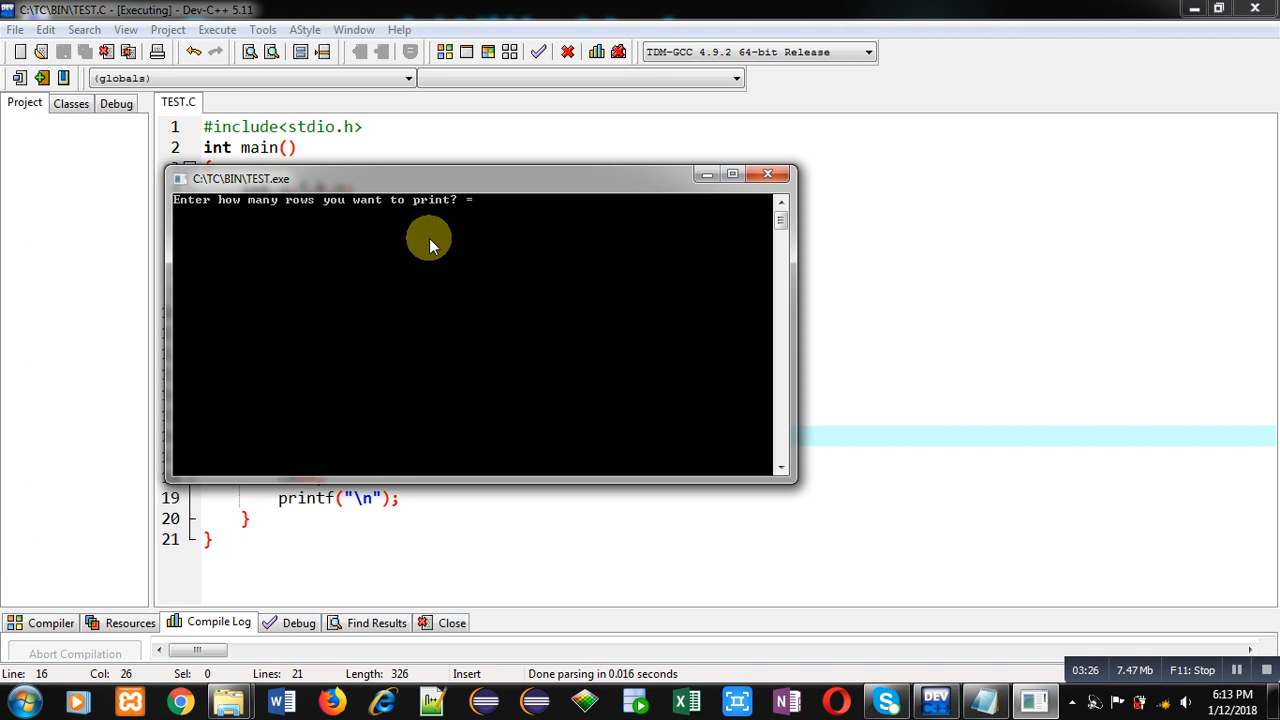 C:\TC\BIN\TEST.C - [Executing] - Dev-C++ 5.11
File Edit Search View Project Execute Tools AStyle Window Help
TDM-GCC 4.9.2 64-bit Release
(globals)
Project Classes Debug TEST.C
1 #include<stdio.h>
2 int main()
C:\TC\BIN\TEST.exe
Enter how many rows you want to print? =
19 printf("\n");
20 }
21 }
Compiler Resources Compile Log Debug Find Results Close
Abort Compilation
Line: 16 Col: 26 Sel: 0 Lines: 21 Length: 326 Insert Done parsing in 0.016 seconds
03:26 7.47 Mb F11: Stop
6:13 PM
1/12/2018